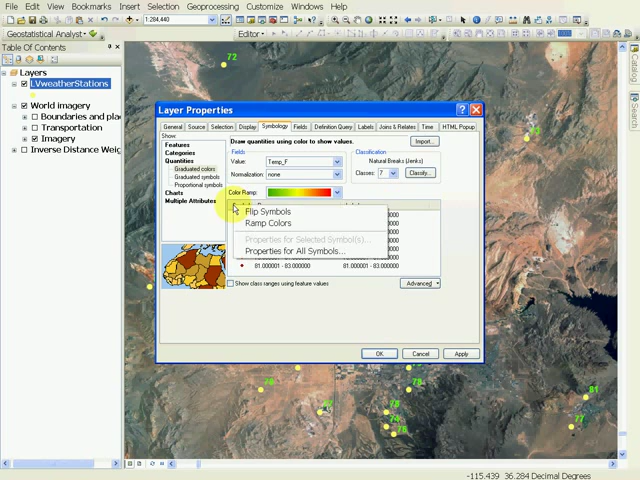 File Edit View Bookmarks Insert Selection Geoprocessing Customize Windows Help
1:284,440
Editor
Geostatistical Analyst
Table Of Contents
Layers
LVweatherStations
World imagery
Boundaries and pla
Transportation
Imagery
Inverse Distance Weig
72
Catalog
Search
Layer Properties
General Source Selection Display Symbology Fields Definition Query Labels Joins & Relates Time HTML Popup
Show:
Features
Categories
Quantities
Graduated colors
Graduated symbols
Proportional symbols
Charts
Multiple Attributes
Draw quantities using color to show values.
Import...
Fields
Value: Temp_F
Normalization: none
Classification
Natural Breaks (Jenks)
Classes: 7
Classify...
Color Ramp:
Flip Symbols
Ramp Colors
Properties for Selected Symbol(s)...
Properties for All Symbols...
81.000001 - 83.000000 81.000001 - 83.000000
Show class ranges using feature values
Advanced
OK Cancel Apply
78
81
77
-115.439 36.284 Decimal Degrees